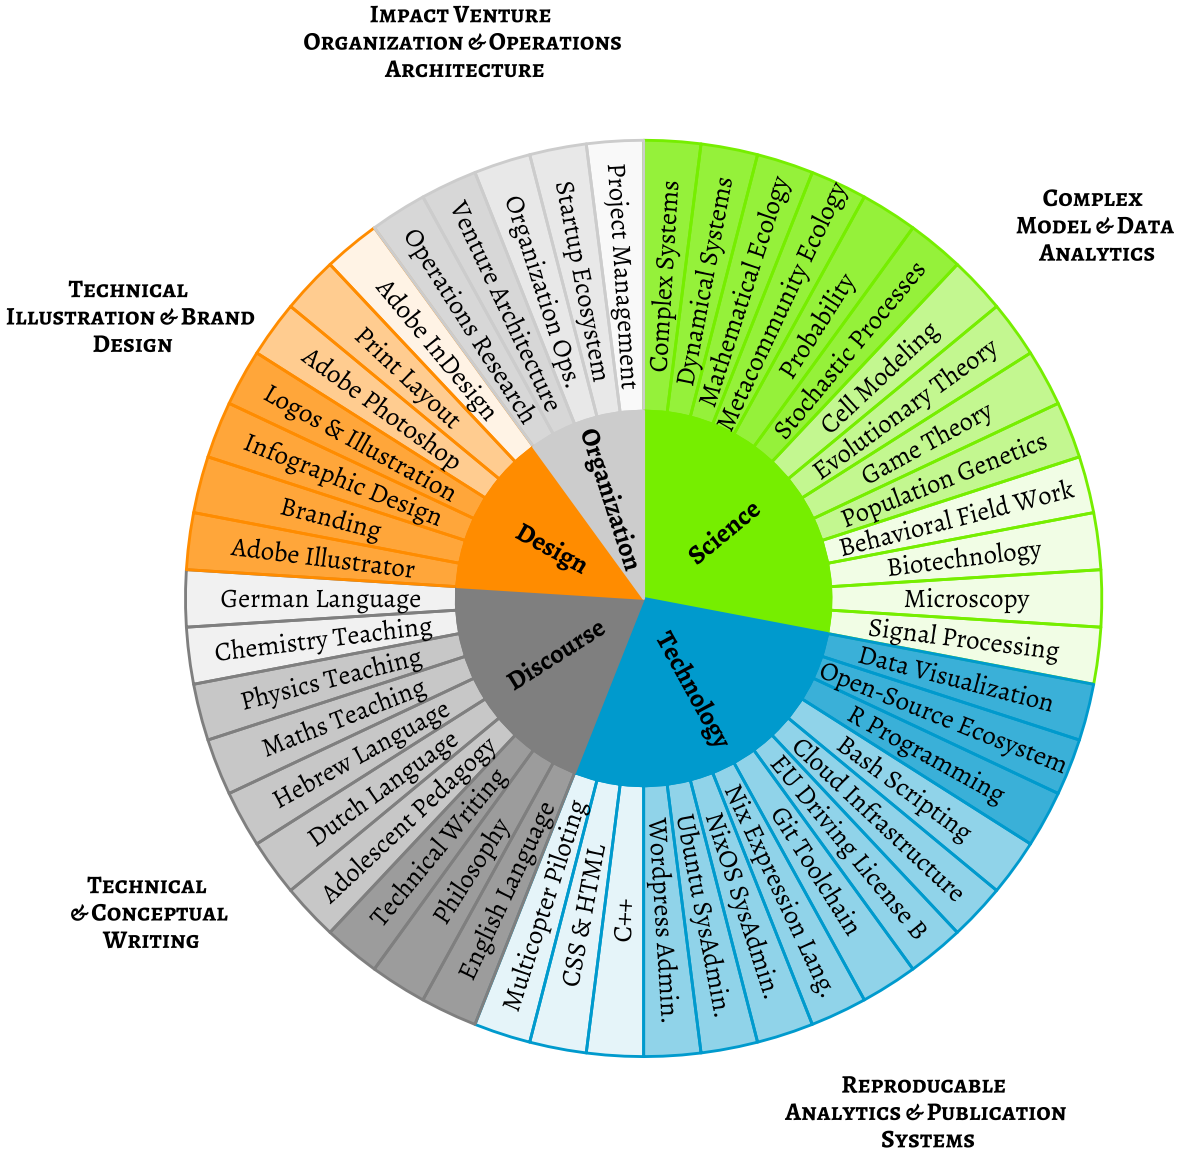 IMPACT VENTURE
ORGANIZATION & OPERATIONS
ARCHITECTURE
COMPLEX
MODEL & DATA
ANALYTICS
TECHNICAL
ILLUSTRATION & BRAND
DESIGN
TECHNICAL
& CONCEPTUAL
WRITING
REPRODUCABLE
ANALYTICS & PUBLICATION
SYSTEMS
Science
Complex Systems
Dynamical Systems
Mathematical Ecology
Metacommunity Ecology
Probability
Stochastic Processes
Cell Modeling
Evolutionary Theory
Game Theory
Population Genetics
Behavioral Field Work
Biotechnology
Microscopy
Signal Processing
Technology
Data Visualization
Open-Source Ecosystem
R Programming
Bash Scripting
Cloud Infrastructure
EU Driving License B
Git Toolchain
Nix Expression Lang.
NixOS SysAdmin.
Ubuntu SysAdmin.
Wordpress Admin.
C++
CSS & HTML
Multicopter Piloting
Discourse
English Language
Philosophy
Technical Writing
Adolescent Pedagogy
Dutch Language
Hebrew Language
Maths Teaching
Physics Teaching
Chemistry Teaching
German Language
Design
Adobe Illustrator
Branding
Infographic Design
Logos & Illustration
Adobe Photoshop
Print Layout
Adobe InDesign
Organization
Operations Research
Venture Architecture
Organization Ops.
Startup Ecosystem
Project Management